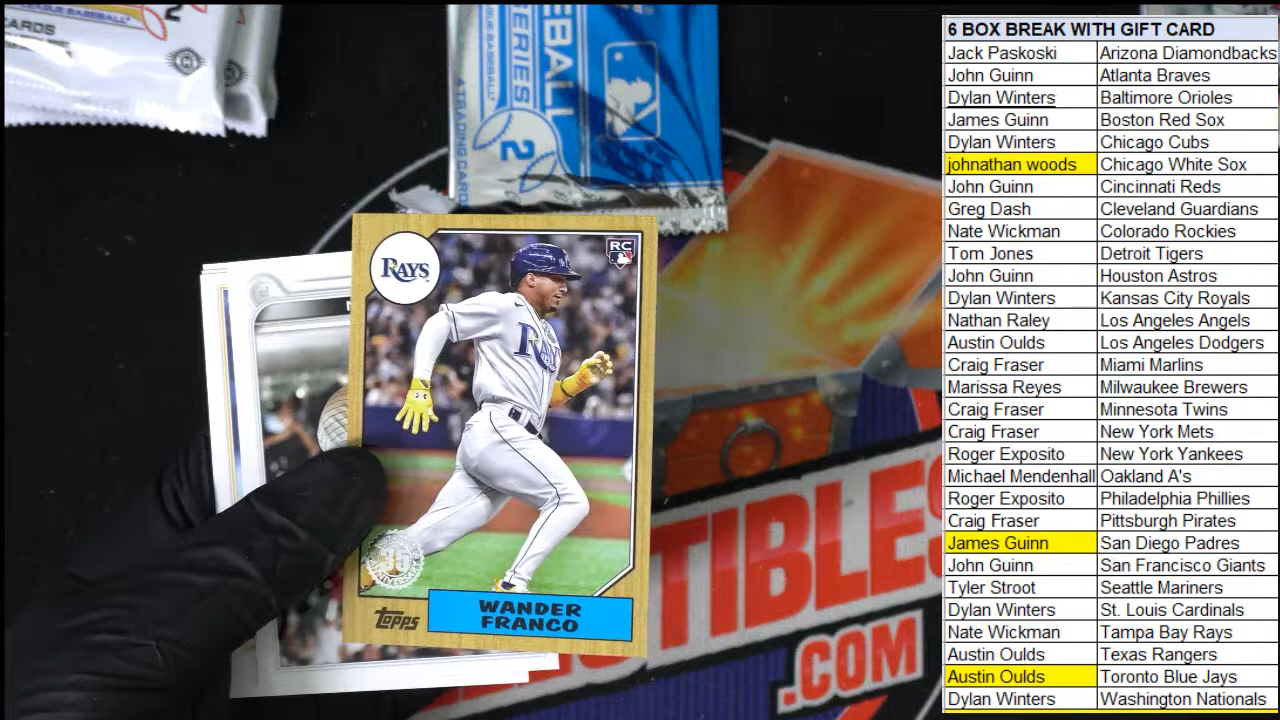 CARDS
BASEBALL
SERIES
2
4 TRADING CARDS
RAYS
RC
RAY
TOPPS
WANDER
FRANCO
TIBLES
.COM
6 BOX BREAK WITH GIFT CARD
Jack Paskoski Arizona Diamondbacks
John Guinn Atlanta Braves
Dylan Winters Baltimore Orioles
James Guinn Boston Red Sox
Dylan Winters Chicago Cubs
johnathan woods Chicago White Sox
John Guinn Cincinnati Reds
Greg Dash Cleveland Guardians
Nate Wickman Colorado Rockies
Tom Jones Detroit Tigers
John Guinn Houston Astros
Dylan Winters Kansas City Royals
Nathan Raley Los Angeles Angels
Austin Oulds Los Angeles Dodgers
Craig Fraser Miami Marlins
Marissa Reyes Milwaukee Brewers
Craig Fraser Minnesota Twins
Craig Fraser New York Mets
Roger Exposito New York Yankees
Michael Mendenhall Oakland A's
Roger Exposito Philadelphia Phillies
Craig Fraser Pittsburgh Pirates
James Guinn San Diego Padres
John Guinn San Francisco Giants
Tyler Stroot Seattle Mariners
Dylan Winters St. Louis Cardinals
Nate Wickman Tampa Bay Rays
Austin Oulds Texas Rangers
Austin Oulds Toronto Blue Jays
Dylan Winters Washington Nationals